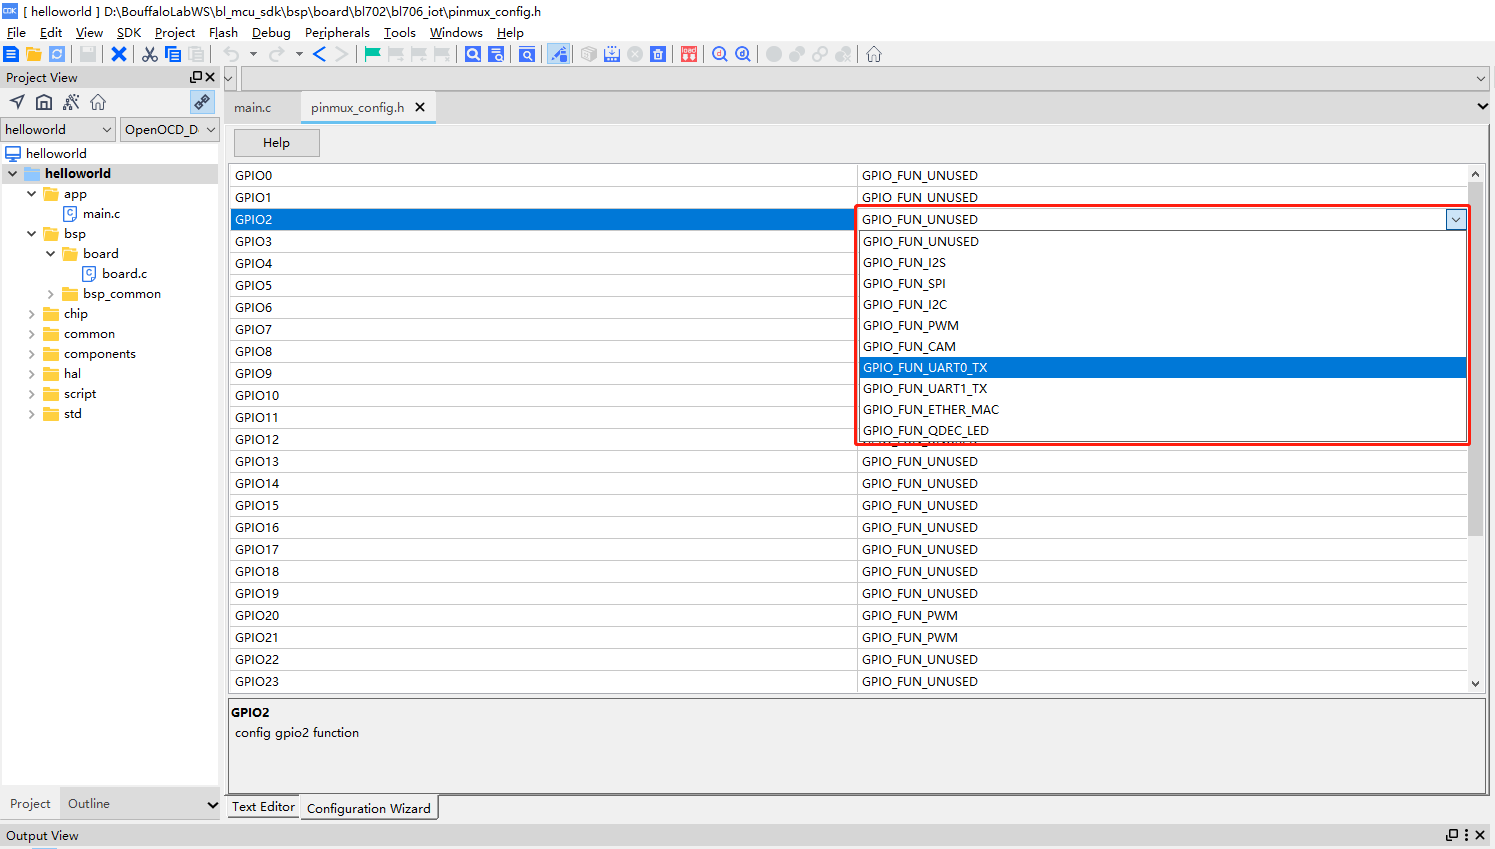 CDK [ helloworld ] D:\BouffaloLabWS\bl_mcu_sdk\bsp\board\bl702\bl706_iot\pinmux_config.h
File Edit View SDK Project Flash Debug Peripherals Tools Windows Help
Project View
main.c pinmux_config.h
helloworld OpenOCD_D
Help
helloworld
helloworld
app
main.c
bsp
board
board.c
bsp_common
chip
common
components
hal
script
std
GPIO0 GPIO_FUN_UNUSED
GPIO1 GPIO_FUN_UNUSED
GPIO2 GPIO_FUN_UNUSED
GPIO3
GPIO4
GPIO5
GPIO6
GPIO7
GPIO8
GPIO9
GPIO10
GPIO11
GPIO12
GPIO_FUN_UNUSED
GPIO_FUN_I2S
GPIO_FUN_SPI
GPIO_FUN_I2C
GPIO_FUN_PWM
GPIO_FUN_CAM
GPIO_FUN_UART0_TX
GPIO_FUN_UART1_TX
GPIO_FUN_ETHER_MAC
GPIO_FUN_QDEC_LED
GPIO13 GPIO_FUN_UNUSED
GPIO14 GPIO_FUN_UNUSED
GPIO15 GPIO_FUN_UNUSED
GPIO16 GPIO_FUN_UNUSED
GPIO17 GPIO_FUN_UNUSED
GPIO18 GPIO_FUN_UNUSED
GPIO19 GPIO_FUN_UNUSED
GPIO20 GPIO_FUN_PWM
GPIO21 GPIO_FUN_PWM
GPIO22 GPIO_FUN_UNUSED
GPIO23 GPIO_FUN_UNUSED
GPIO2
config gpio2 function
Project Outline
Text Editor Configuration Wizard
Output View